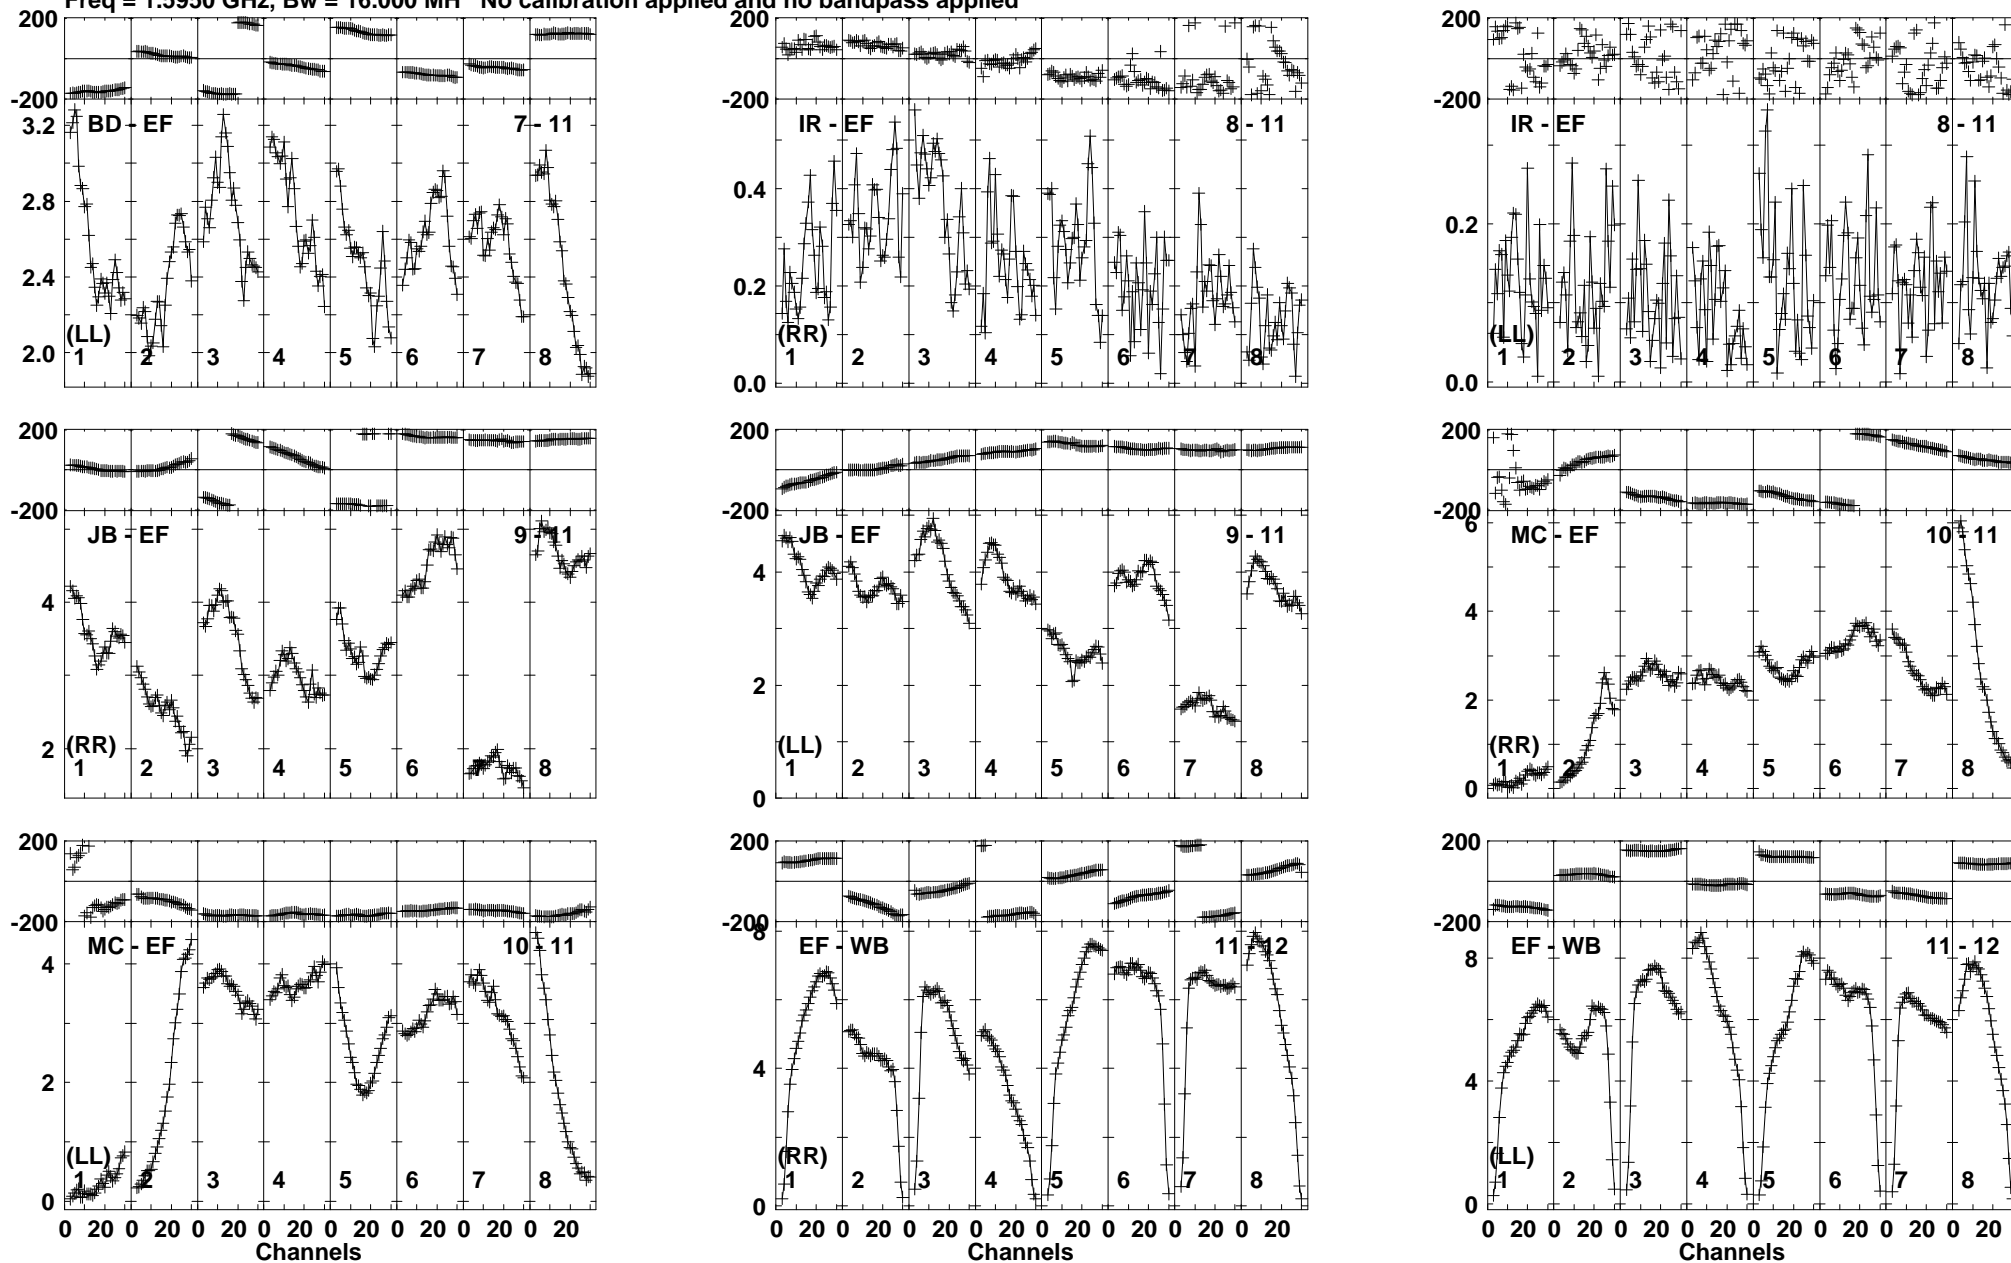 Freq = 1.5950 GHz, Bw = 16.000 MH No calibration applied and no bandpass applied
200
-200
BD - EF 7 - 11
3.2
2.8
2.4
2.0
(LL)
1 2 3 4 5 6 7 8
200
-200
IR - EF 8 - 11
0.4
0.2
0.0
(RR)
1 2 3 4 5 6 7 8
200
-200
IR - EF 8 - 11
0.2
0.0
(LL)
1 2 3 4 5 6 7 8
200
-200
JB - EF 9 - 11
4
2
(RR)
1 2 3 4 5 6 7 8
200
-200
JB - EF 9 - 11
4
2
0
(LL)
1 2 3 4 5 6 7 8
200
-200
MC - EF 10 - 11
6
4
2
0
(RR)
1 2 3 4 5 6 7 8
200
-200
MC - EF 10 - 11
4
2
0
(LL)
1 2 3 4 5 6 7 8
0 20 0 20 0 20 0 20 0 20 0 20 0 20 0 20
Channels
200
-200
EF - WB 11 - 12
8
4
0
(RR)
1 2 3 4 5 6 7 8
0 20 0 20 0 20 0 20 0 20 0 20 0 20 0 20
Channels
200
-200
EF - WB 11 - 12
8
4
0
(LL)
1 2 3 4 5 6 7 8
0 20 0 20 0 20 0 20 0 20 0 20 0 20 0 20
Channels